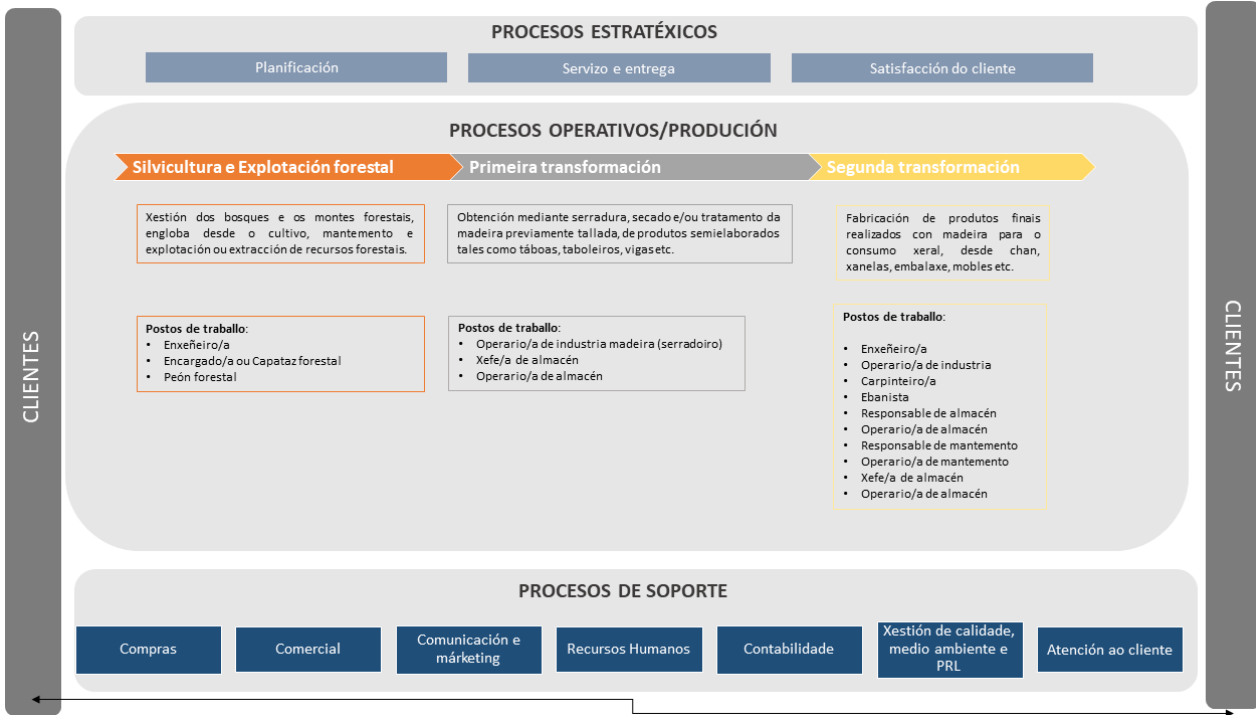 CLIENTES
PROCESOS ESTRATÉXICOS
Planificación
Servizo e entrega
Satisfacción do cliente
PROCESOS OPERATIVOS/PRODUCIÓN
Silvicultura e Explotación forestal
Primeira transformación
Segunda transformación
Xestión dos bosques e os montes forestais,
engloba desde o cultivo, mantemento e
explotación ou extracción de recursos forestais.
Obtención mediante serradura, secado e/ou tratamento da
madeira previamente tallada, de produtos semielaborados
tales como táboas, taboleiros, vigas etc.
Fabricación de produtos finais
realizados con madeira para o
consumo xeral, desde chan,
xanelas, embalaxe, mobles etc.
Postos de traballo:
• Enxeñeiro/a
• Encargado/a ou Capataz forestal
• Peón forestal
Postos de traballo:
• Operario/a de industria madeira (serradoiro)
• Xefe/a de almacén
• Operario/a de almacén
Postos de traballo:
• Enxeñeiro/a
• Operario/a de industria
• Carpinteiro/a
• Ebanista
• Responsable de almacén
• Operario/a de almacén
• Responsable de mantemento
• Operario/a de mantemento
• Xefe/a de almacén
• Operario/a de almacén
PROCESOS DE SOPORTE
Compras
Comercial
Comunicación e
márketing
Recursos Humanos
Contabilidade
Xestión de calidade,
medio ambiente e
PRL
Atención ao cliente
CLIENTES